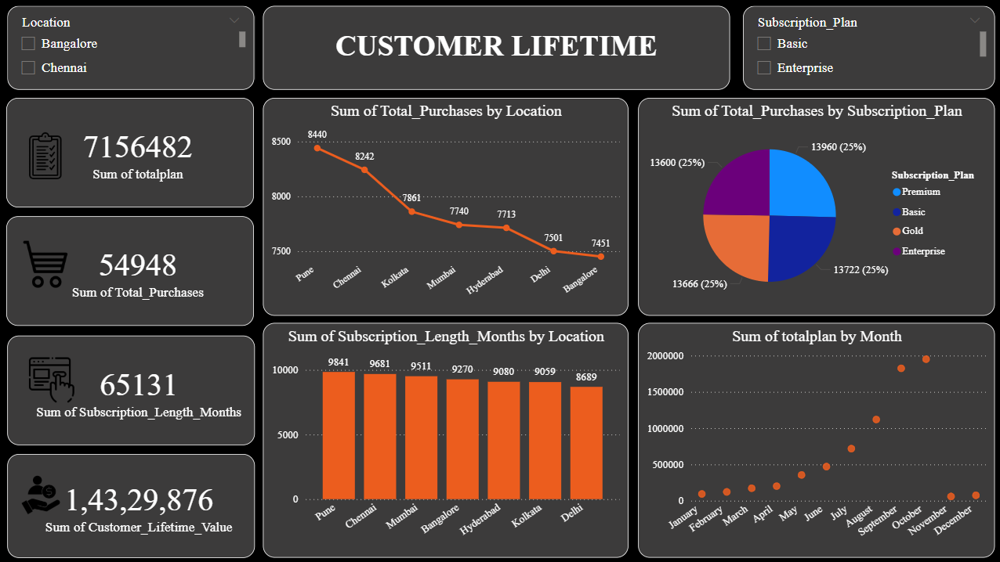 Location
Bangalore
Chennai
CUSTOMER LIFETIME
Subscription_Plan
Basic
Enterprise
7156482
Sum of totalplan
54948
Sum of Total_Purchases
65131
Sum of Subscription_Length_Months
1,43,29,876
Sum of Customer_Lifetime_Value
Sum of Total_Purchases by Location
8500
8000
7500
8440
8242
7861
7740
7713
7501
7451
Pune
Chennai
Kolkata
Mumbai
Hyderabad
Delhi
Bangalore
Sum of Total_Purchases by Subscription_Plan
13960 (25%)
13600 (25%)
13666 (25%)
13722 (25%)
Subscription_Plan
Premium
Basic
Gold
Enterprise
Sum of Subscription_Length_Months by Location
10000
5000
0
9841
9681
9511
9270
9080
9059
8689
Pune
Chennai
Mumbai
Bangalore
Hyderabad
Kolkata
Delhi
Sum of totalplan by Month
2000000
1500000
1000000
500000
0
January
February
March
April
May
June
July
August
September
October
November
December